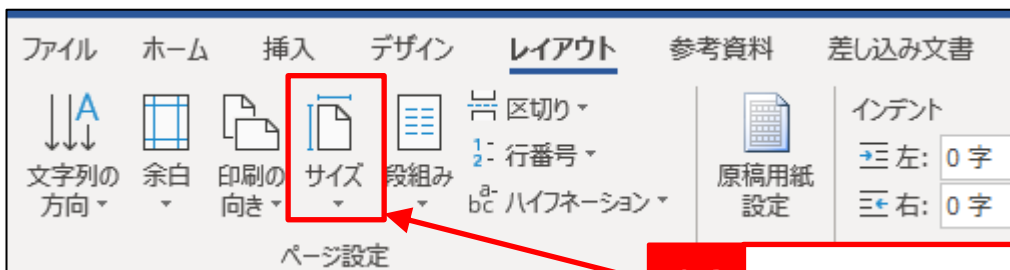 ファイル ホーム 挿入 デザイン レイアウト 参考資料 差し込み文書
文字列の方向
余白
印刷の向き
サイズ
段組み
区切り
行番号
ハイフネーション
ページ設定
原稿用紙設定
インデント
左: 0 字
右: 0 字